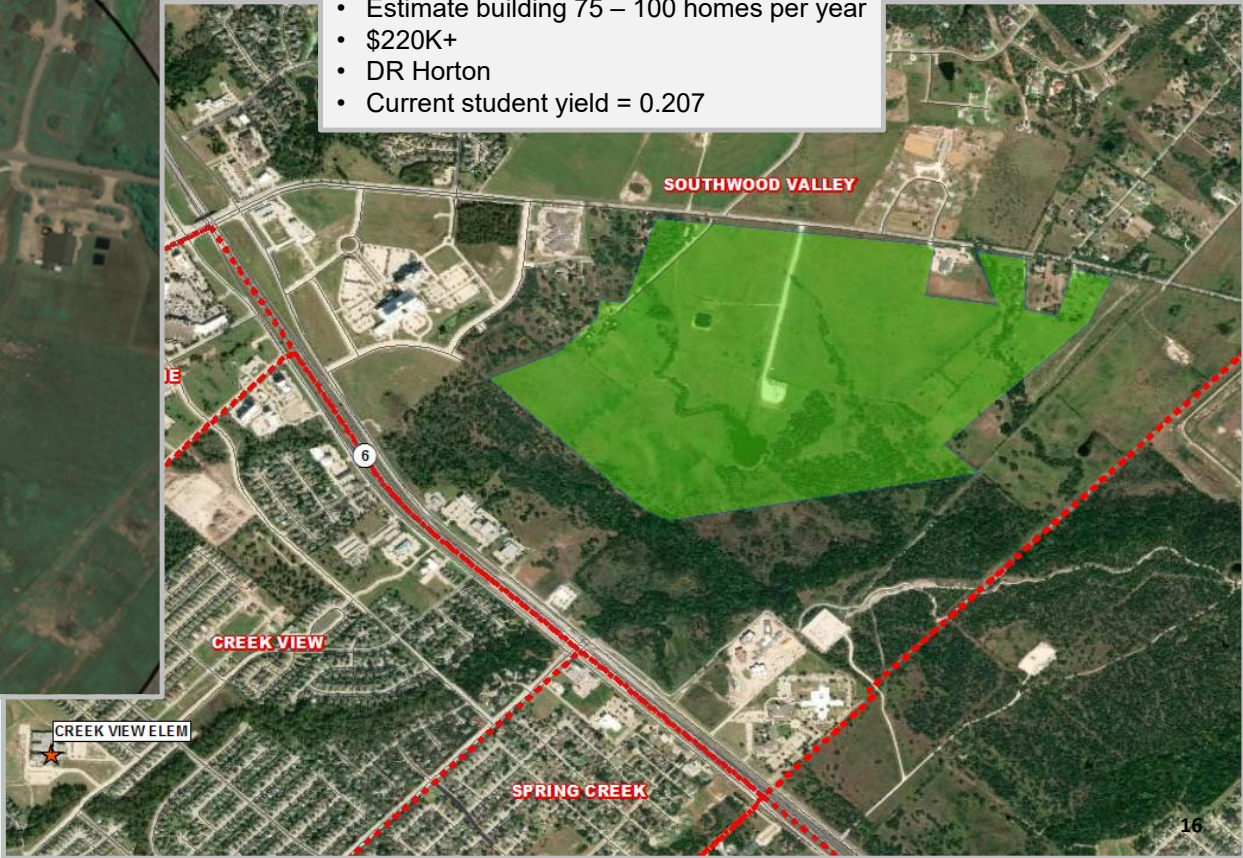 • Estimate building 75 – 100 homes per year
• $220K+
• DR Horton
• Current student yield = 0.207
SOUTHWOOD VALLEY
E
6
CREEK VIEW
CREEK VIEW ELEM
SPRING CREEK
16